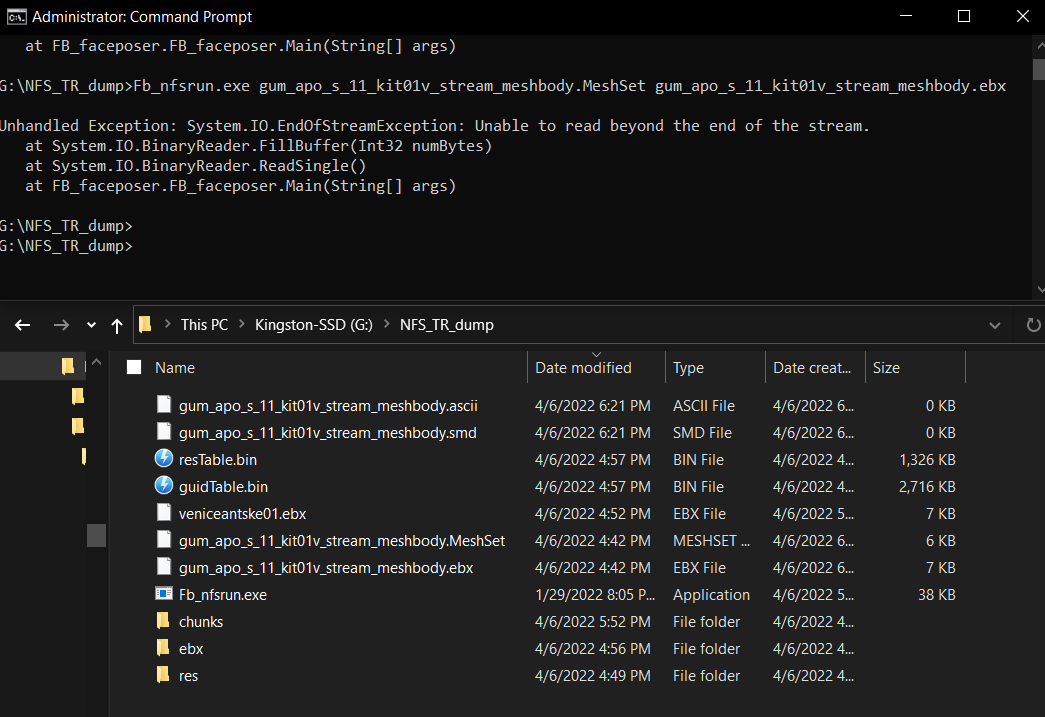 Administrator: Command Prompt
at FB_faceposer.FB_faceposer.Main(String[] args)
G:\NFS_TR_dump>Fb_nfsrun.exe gum_apo_s_11_kit01v_stream_meshbody.MeshSet gum_apo_s_11_kit01v_stream_meshbody.ebx
Unhandled Exception: System.IO.EndOfStreamException: Unable to read beyond the end of the stream.
at System.IO.BinaryReader.FillBuffer(Int32 numBytes)
at System.IO.BinaryReader.ReadSingle()
at FB_faceposer.FB_faceposer.Main(String[] args)
G:\NFS_TR_dump>
G:\NFS_TR_dump>
This PC > Kingston-SSD (G:) > NFS_TR_dump
Name Date modified Type Date creat... Size
gum_apo_s_11_kit01v_stream_meshbody.ascii 4/6/2022 6:21 PM ASCII File 4/6/2022 6... 0 KB
gum_apo_s_11_kit01v_stream_meshbody.smd 4/6/2022 6:21 PM SMD File 4/6/2022 6... 0 KB
resTable.bin 4/6/2022 4:57 PM BIN File 4/6/2022 4... 1,326 KB
guidTable.bin 4/6/2022 4:57 PM BIN File 4/6/2022 4... 2,716 KB
veniceantske01.ebx 4/6/2022 4:52 PM EBX File 4/6/2022 5... 7 KB
gum_apo_s_11_kit01v_stream_meshbody.MeshSet 4/6/2022 4:42 PM MESHSET ... 4/6/2022 6... 6 KB
gum_apo_s_11_kit01v_stream_meshbody.ebx 4/6/2022 4:42 PM EBX File 4/6/2022 6... 7 KB
Fb_nfsrun.exe 1/29/2022 8:05 P... Application 4/6/2022 5... 38 KB
chunks 4/6/2022 5:52 PM File folder 4/6/2022 4...
ebx 4/6/2022 4:56 PM File folder 4/6/2022 4...
res 4/6/2022 4:49 PM File folder 4/6/2022 4...